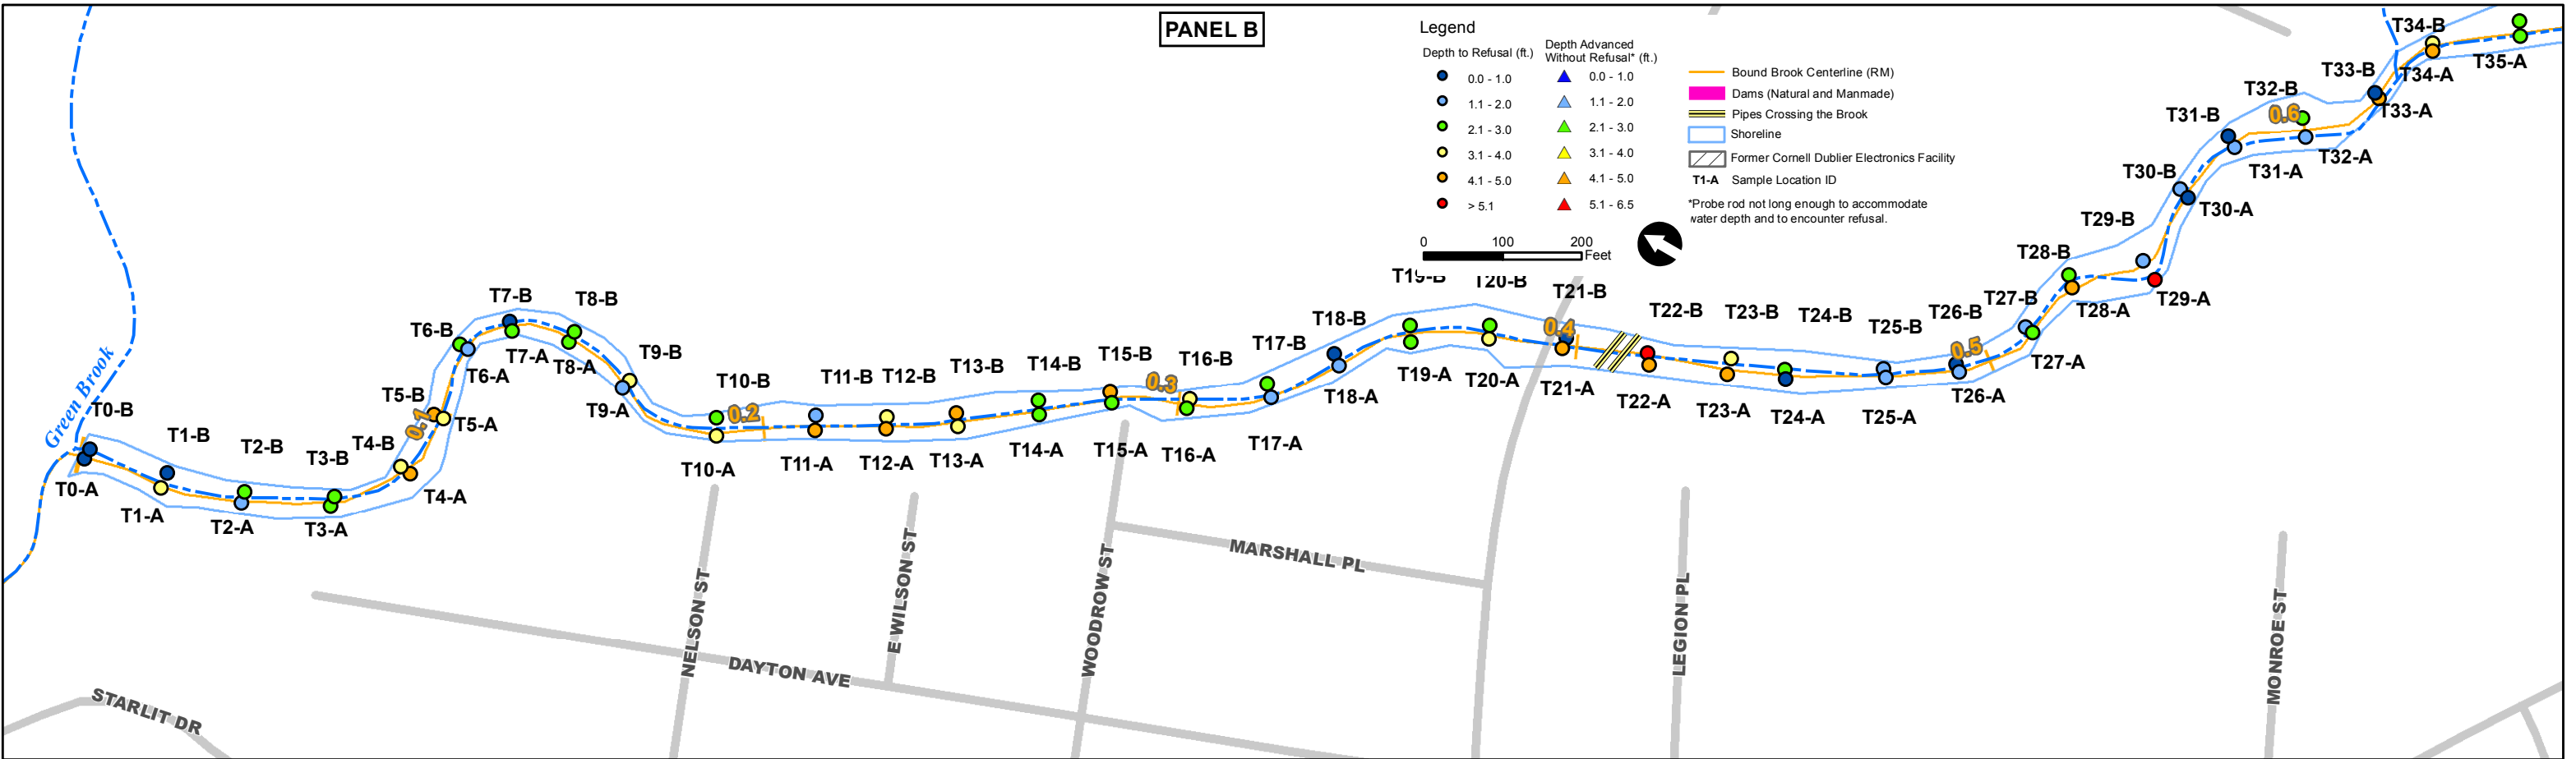 PANEL B
Legend
Depth to Refusal (ft.)
0.0 - 1.0
1.1 - 2.0
2.1 - 3.0
3.1 - 4.0
4.1 - 5.0
> 5.1
Depth Advanced
Without Refusal* (ft.)
0.0 - 1.0
1.1 - 2.0
2.1 - 3.0
3.1 - 4.0
4.1 - 5.0
5.1 - 6.5
Bound Brook Centerline (RM)
Dams (Natural and Manmade)
Pipes Crossing the Brook
Shoreline
Former Cornell Dublier Electronics Facility
T1-A Sample Location ID
*Probe rod not long enough to accommodate
water depth and to encounter refusal.
0 100 200
Feet
Green Brook
T0-B
T0-A
T1-B
T1-A
T2-B
T2-A
T3-B
T3-A
T4-B
T4-A
T5-B
0.1
T5-A
T6-B
T6-A
T7-B
T7-A
T8-B
T8-A
T9-B
T9-A
T10-B
0.2
T10-A
T11-B
T11-A
T12-B
T12-A
T13-B
T13-A
T14-B
T14-A
T15-B
T15-A
0.3
T16-B
T16-A
T17-B
T17-A
T18-B
T18-A
T19-B
T19-A
T20-B
T20-A
T21-B
0.4
T21-A
T22-B
T22-A
T23-B
T23-A
T24-B
T24-A
T25-B
T25-A
T26-B
0.5
T26-A
T27-B
T27-A
T28-B
T28-A
T29-B
T29-A
T30-B
T30-A
T31-B
T31-A
T32-B
0.6
T32-A
T33-B
T33-A
T34-B
T34-A
T35-A
STARLIT DR
DAYTON AVE
NELSON ST
E WILSON ST
WOODROW ST
MARSHALL PL
LEGION PL
MONROE ST